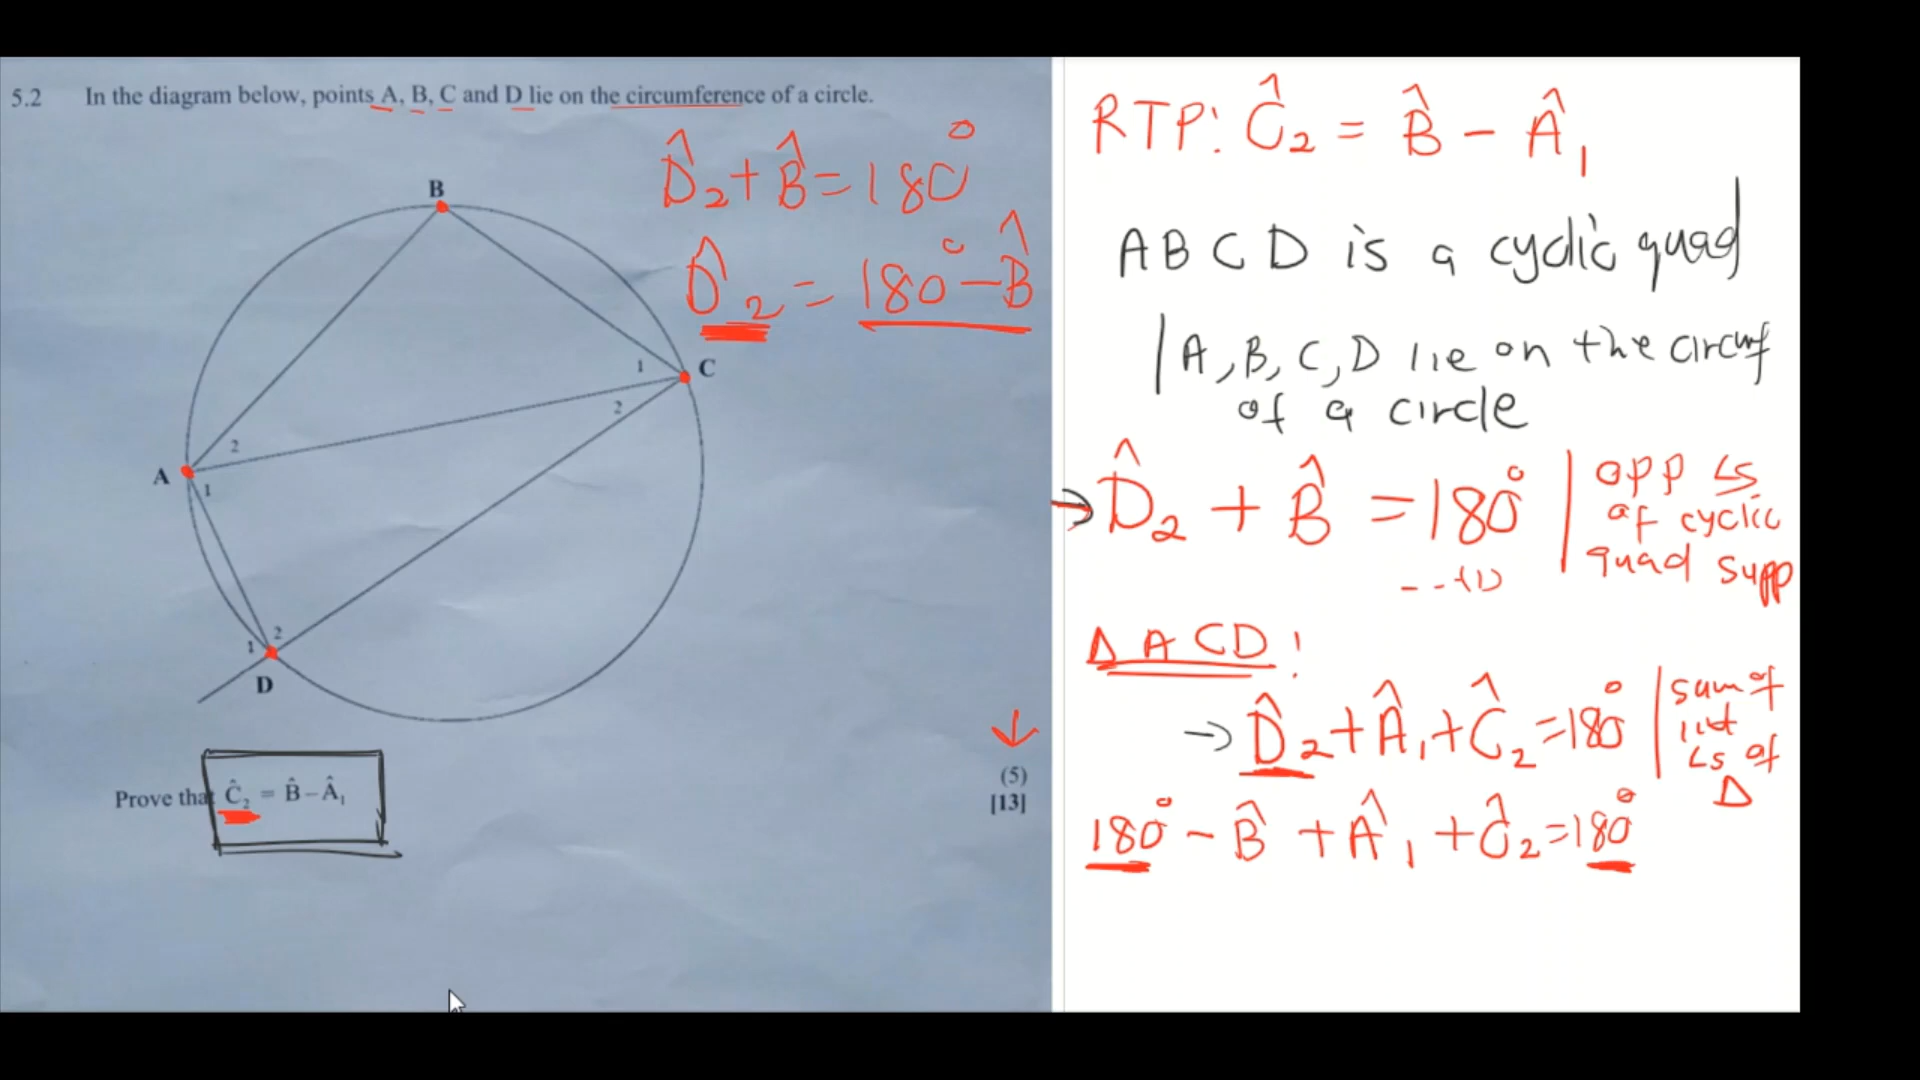 5.2 In the diagram below, points A, B, C and D lie on the circumference of a circle.
D̂₂ + B̂ = 180°
D̂₂ = 180° − B̂
B
1
C
2
2
A
1
2
1
D
(5)
Prove that Ĉ₂ = B̂ − Â₁
[13]
RTP: Ĉ₂ = B̂ − Â₁
ABCD is a cyclic quad
| A, B, C, D lie on the circumf
of a circle
→ D̂₂ + B̂ = 180° | opp ∠s
of cyclic
quad supp
Δ ACD:
→ D̂₂ + Â₁ + Ĉ₂ = 180° | sum of
int
∠s of
Δ
180° − B̂ + Â₁ + Ĉ₂ = 180°